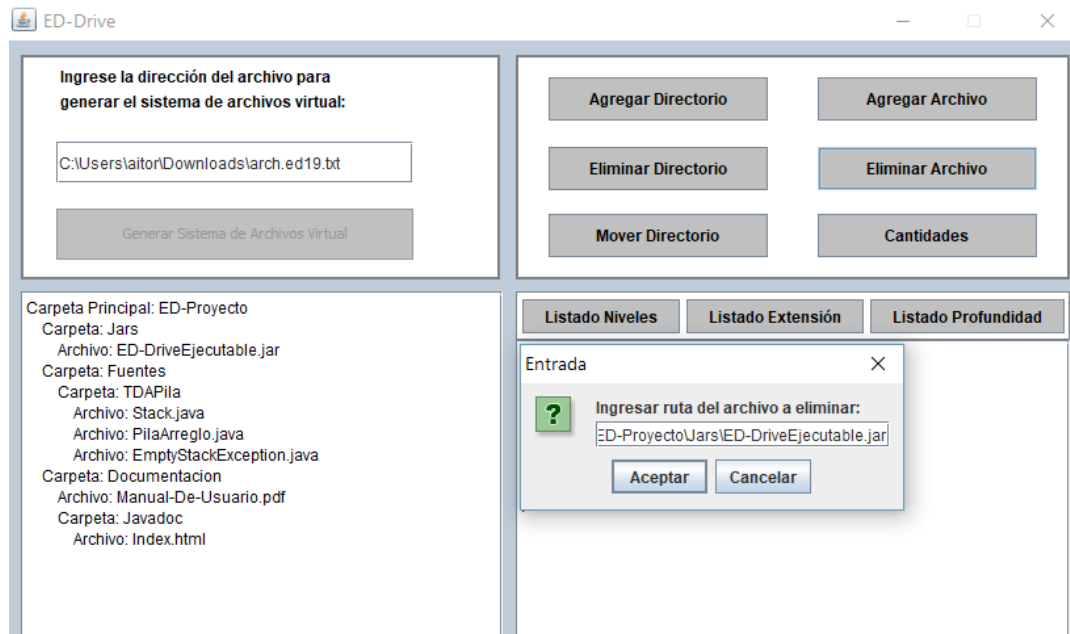 ED-Drive
Ingrese la dirección del archivo para
generar el sistema de archivos virtual:
C:\Users\aitor\Downloads\arch.ed19.txt
Generar Sistema de Archivos Virtual
Agregar Directorio
Agregar Archivo
Eliminar Directorio
Eliminar Archivo
Mover Directorio
Cantidades
Carpeta Principal: ED-Proyecto
Carpeta: Jars
Archivo: ED-DriveEjecutable.jar
Carpeta: Fuentes
Carpeta: TDAPila
Archivo: Stack.java
Archivo: PilaArreglo.java
Archivo: EmptyStackException.java
Carpeta: Documentacion
Archivo: Manual-De-Usuario.pdf
Carpeta: Javadoc
Archivo: Index.html
Listado Niveles
Listado Extensión
Listado Profundidad
Entrada
Ingresar ruta del archivo a eliminar:
ED-Proyecto\Jars\ED-DriveEjecutable.jar
Aceptar
Cancelar